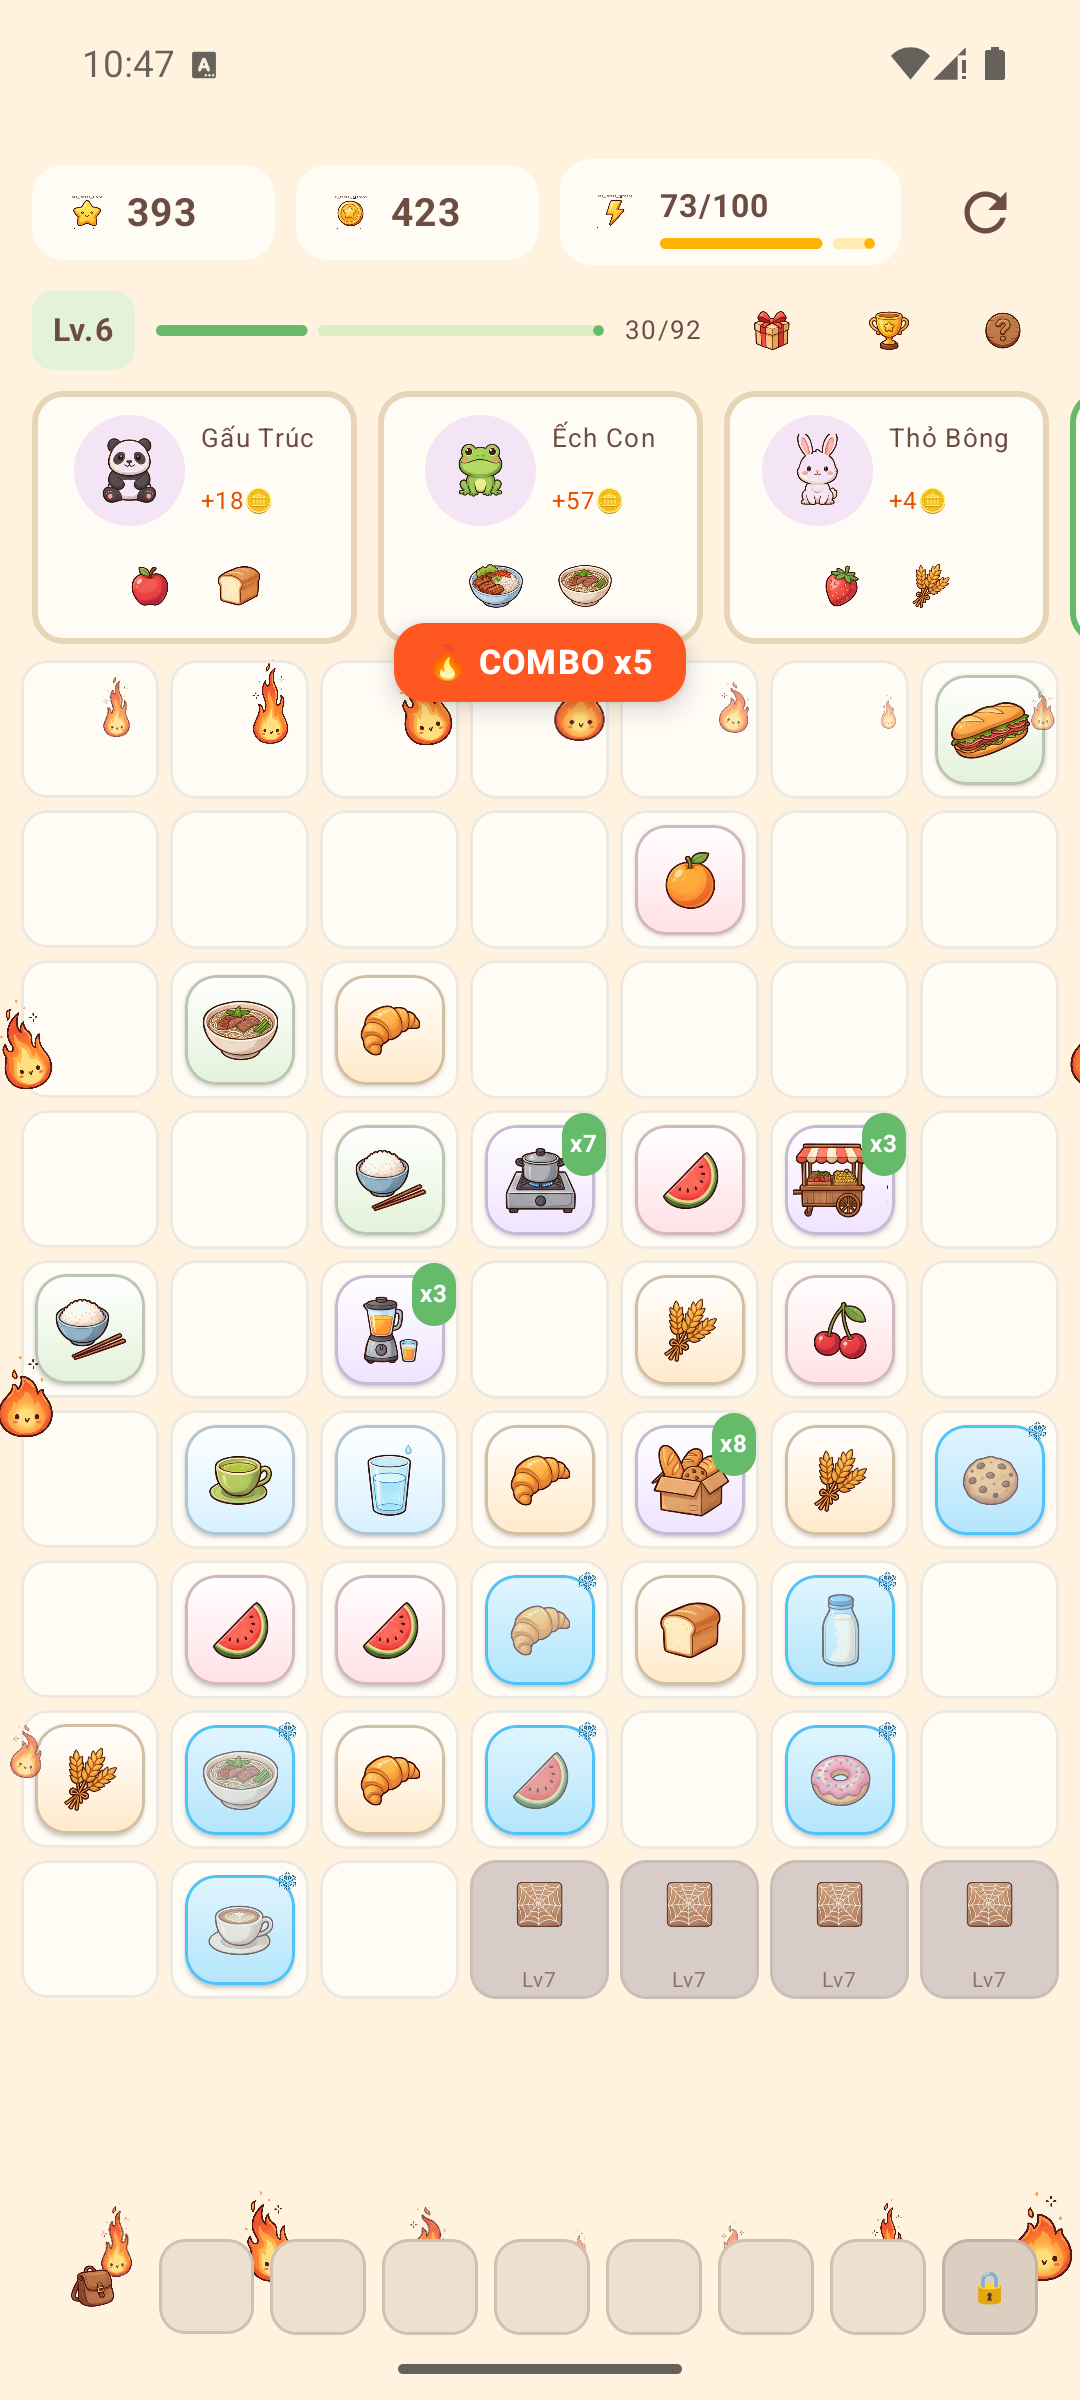 10:47
393
423
73/100
Lv.6
30/92
Gấu Trúc
+18
Ếch Con
+57
Thỏ Bông
+4
COMBO x5
x7
x3
x3
x8
Lv7
Lv7
Lv7
Lv7